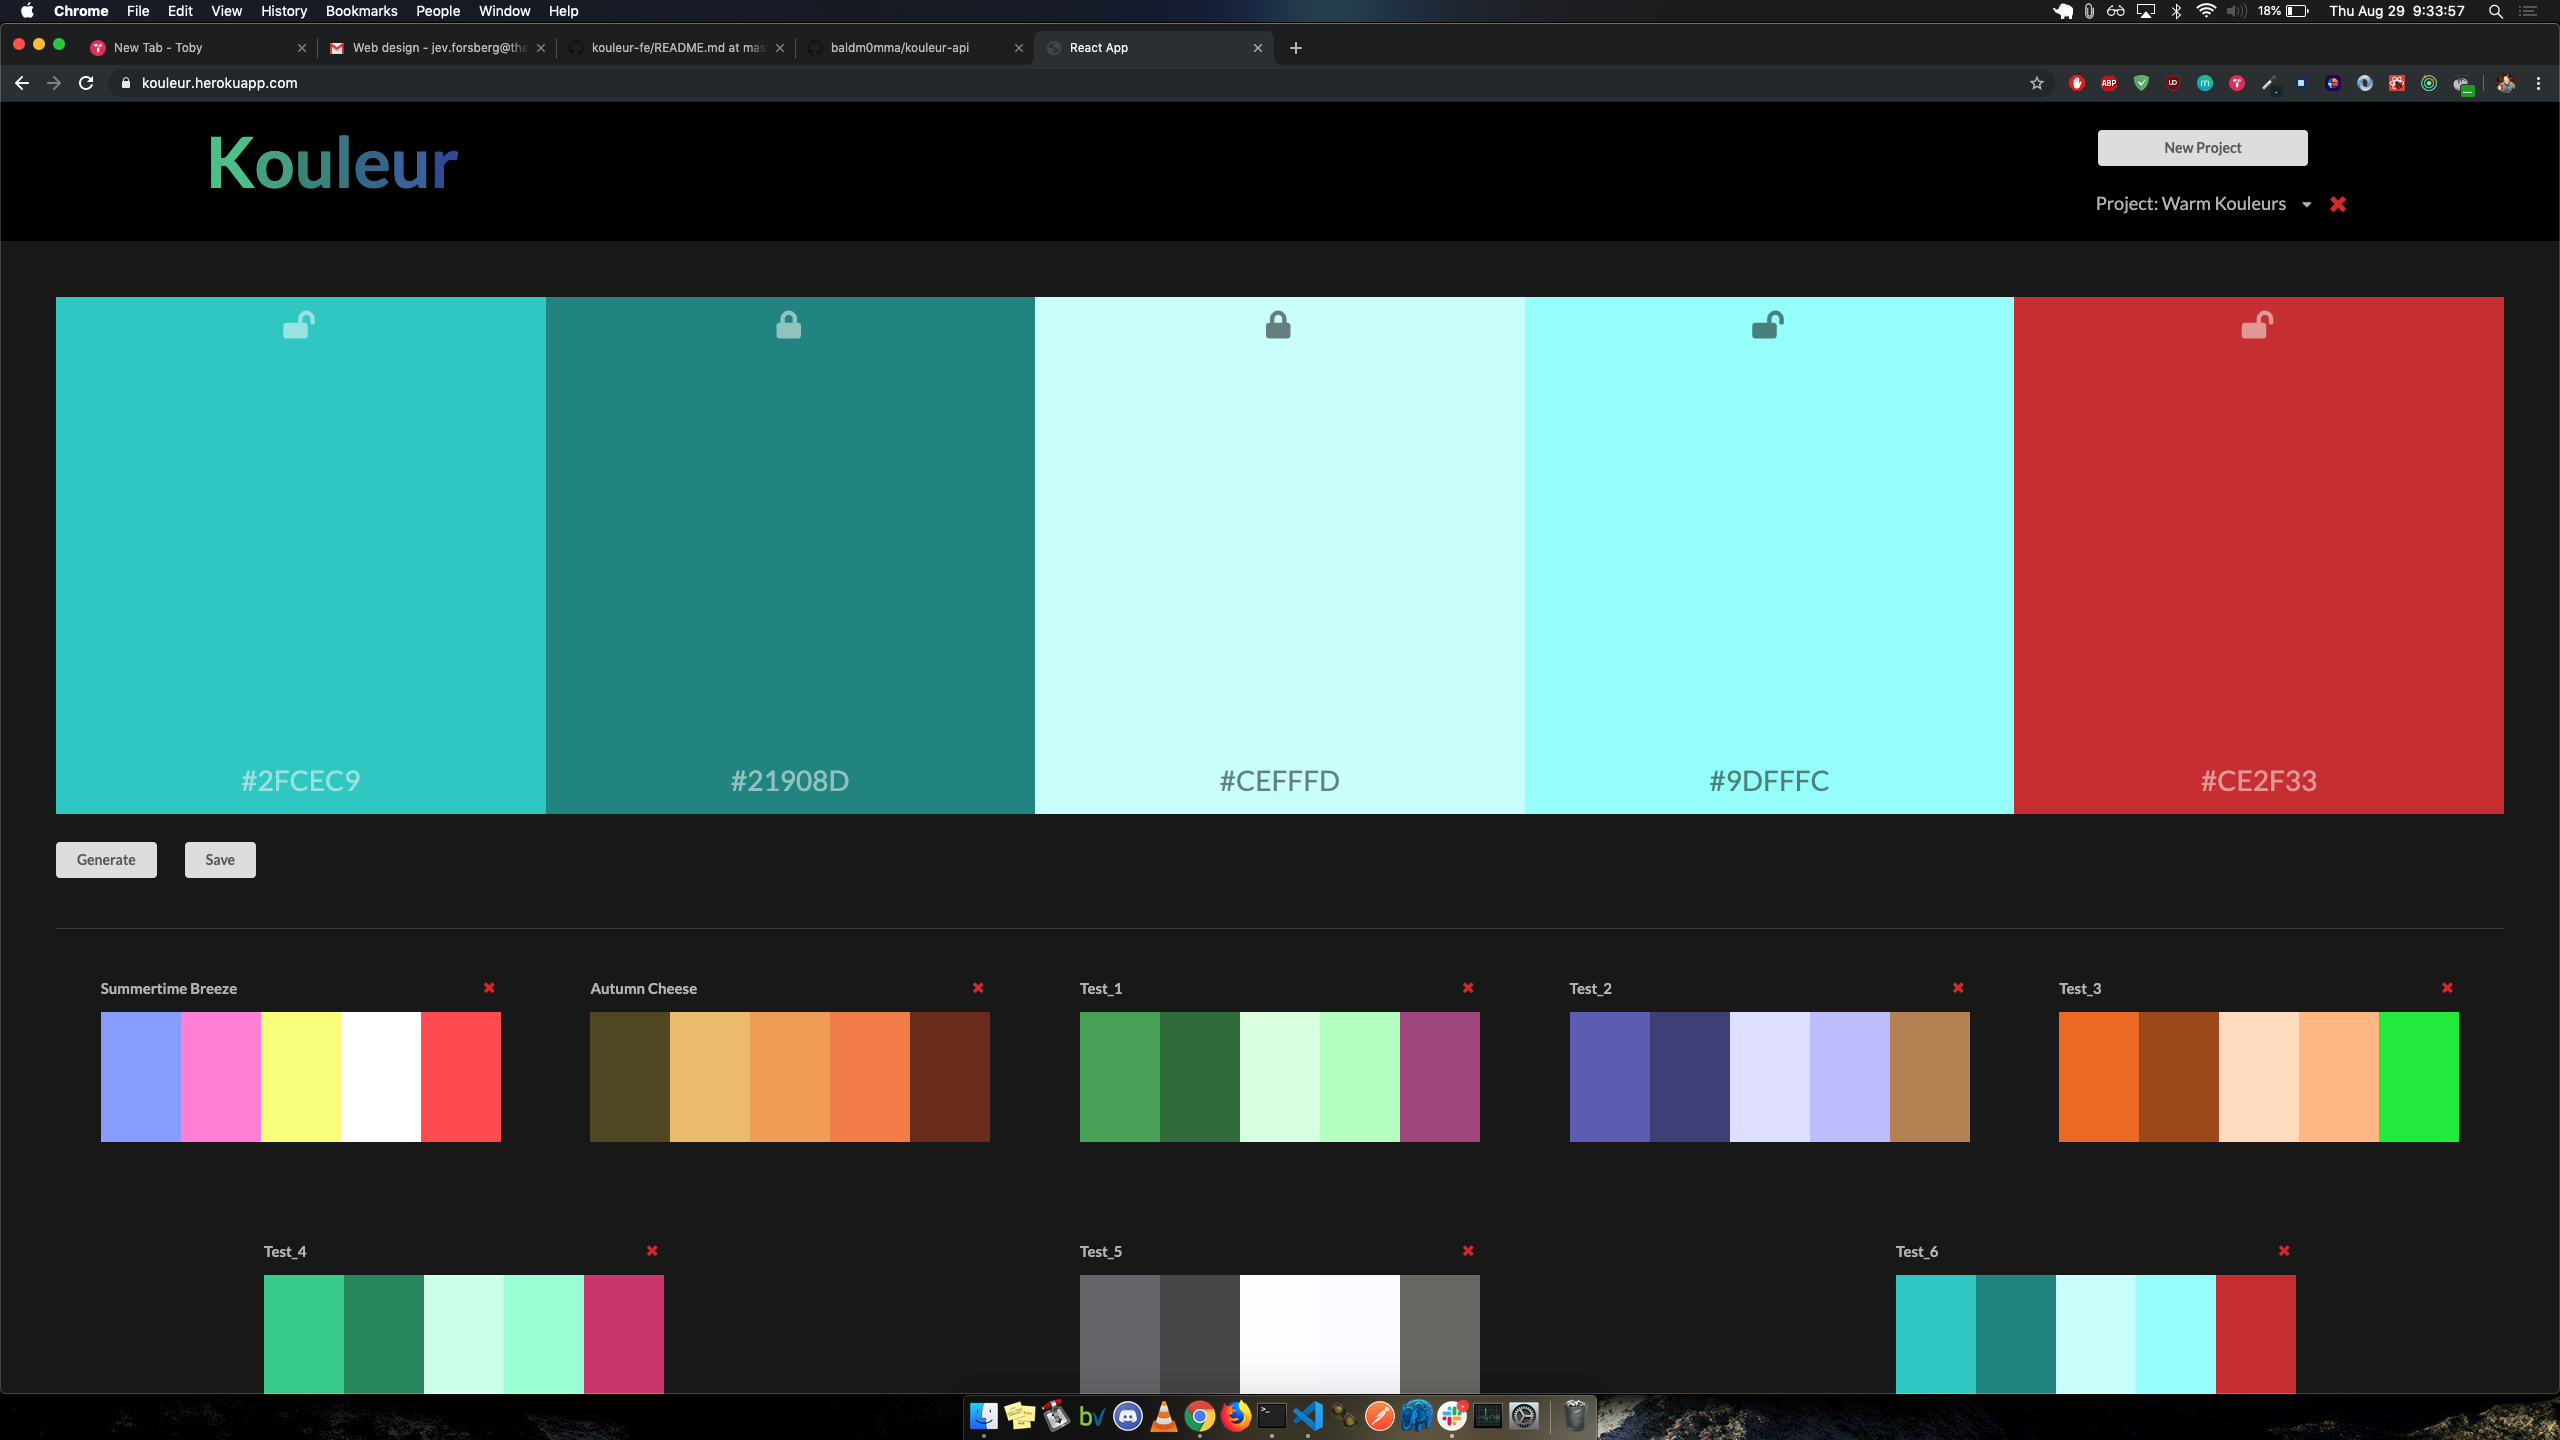 Chrome File Edit View History Bookmarks People Window Help 18% Thu Aug 29 9:33:57
New Tab - Toby Web design - jev.forsberg@the kouleur-fe/README.md at mas baldm0mma/kouleur-api React App
kouleur.herokuapp.com ABP
Kouleur
New Project
Project: Warm Kouleurs
#2FCEC9 #21908D #CEFFFD #9DFFFC #CE2F33
Generate Save
Summertime Breeze Autumn Cheese Test_1 Test_2 Test_3
Test_4 Test_5 Test_6
bv